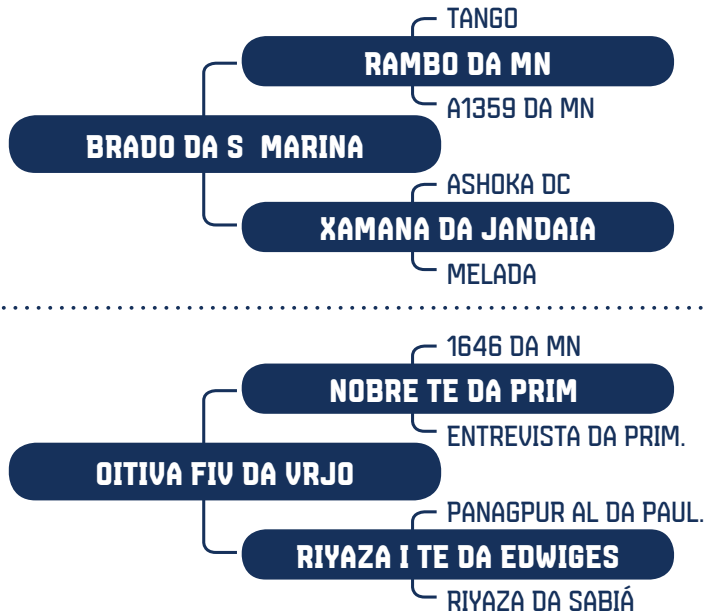 TANGO
RAMBO DA MN
A1359 DA MN
BRADO DA S MARINA
ASHOKA DC
XAMANA DA JANDAIA
MELADA
1646 DA MN
NOBRE TE DA PRIM
ENTREVISTA DA PRIM.
OITIVA FIV DA VRJO
PANAGPUR AL DA PAUL.
RIYAZA I TE DA EDWIGES
RIYAZA DA SABIÁ